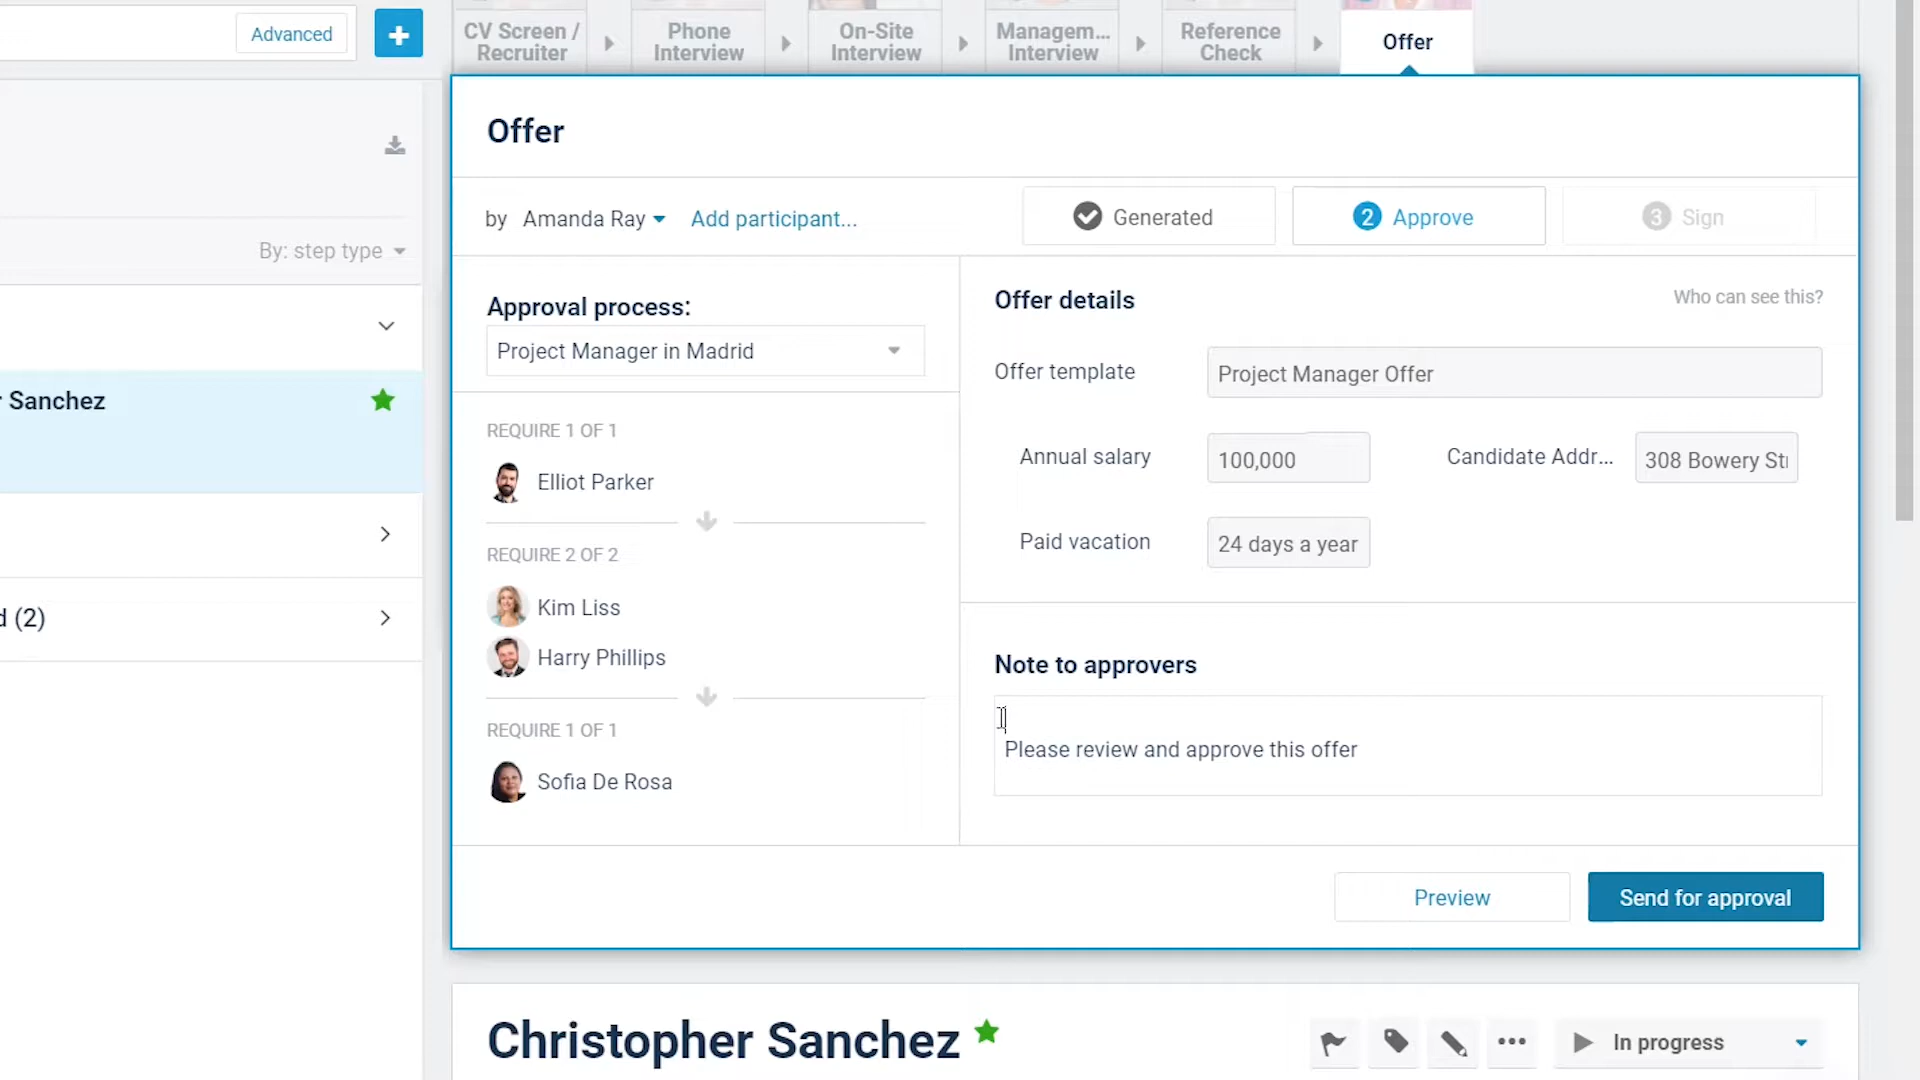 Advanced
+
CV Screen /
Recruiter
Phone
Interview
On-Site
Interview
Managem...
Interview
Reference
Check
Offer
Offer
by Amanda Ray Add participant...
Generated
2 Approve
3 Sign
By: step type
Approval process:
Project Manager in Madrid
REQUIRE 1 OF 1
Elliot Parker
REQUIRE 2 OF 2
Kim Liss
Harry Phillips
REQUIRE 1 OF 1
Sofia De Rosa
Offer details
Who can see this?
Offer template
Project Manager Offer
Annual salary
100,000
Candidate Addr...
308 Bowery Str
Paid vacation
24 days a year
Note to approvers
Please review and approve this offer
Preview
Send for approval
r Sanchez
d (2)
Christopher Sanchez
In progress